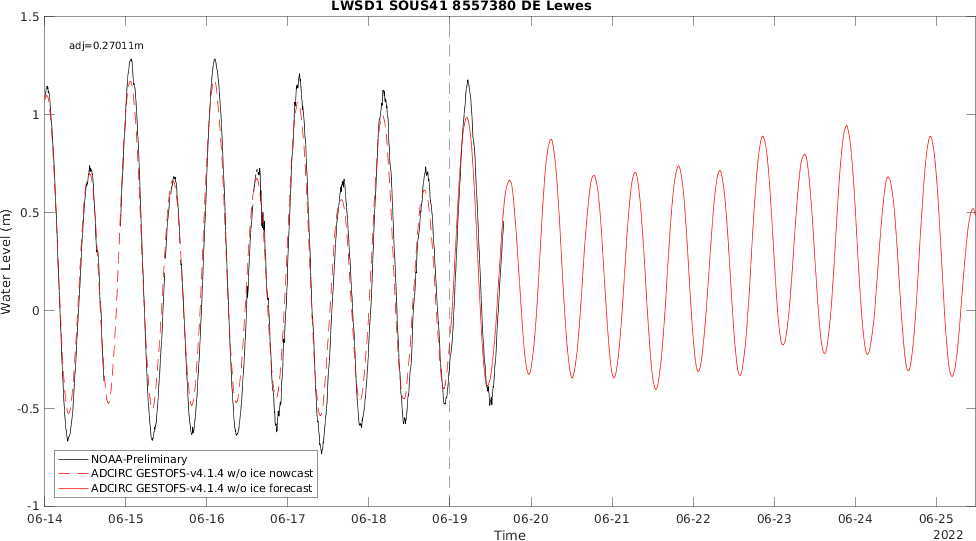 LWSD1 SOUS41 8557380 DE Lewes
adj=0.27011m
1.5
1
0.5
0
-0.5
-1
Water Level (m)
NOAA-Preliminary
ADCIRC GESTOFS-v4.1.4 w/o ice nowcast
ADCIRC GESTOFS-v4.1.4 w/o ice forecast
06-14 06-15 06-16 06-17 06-18 06-19 06-20 06-21 06-22 06-23 06-24 06-25
Time
2022